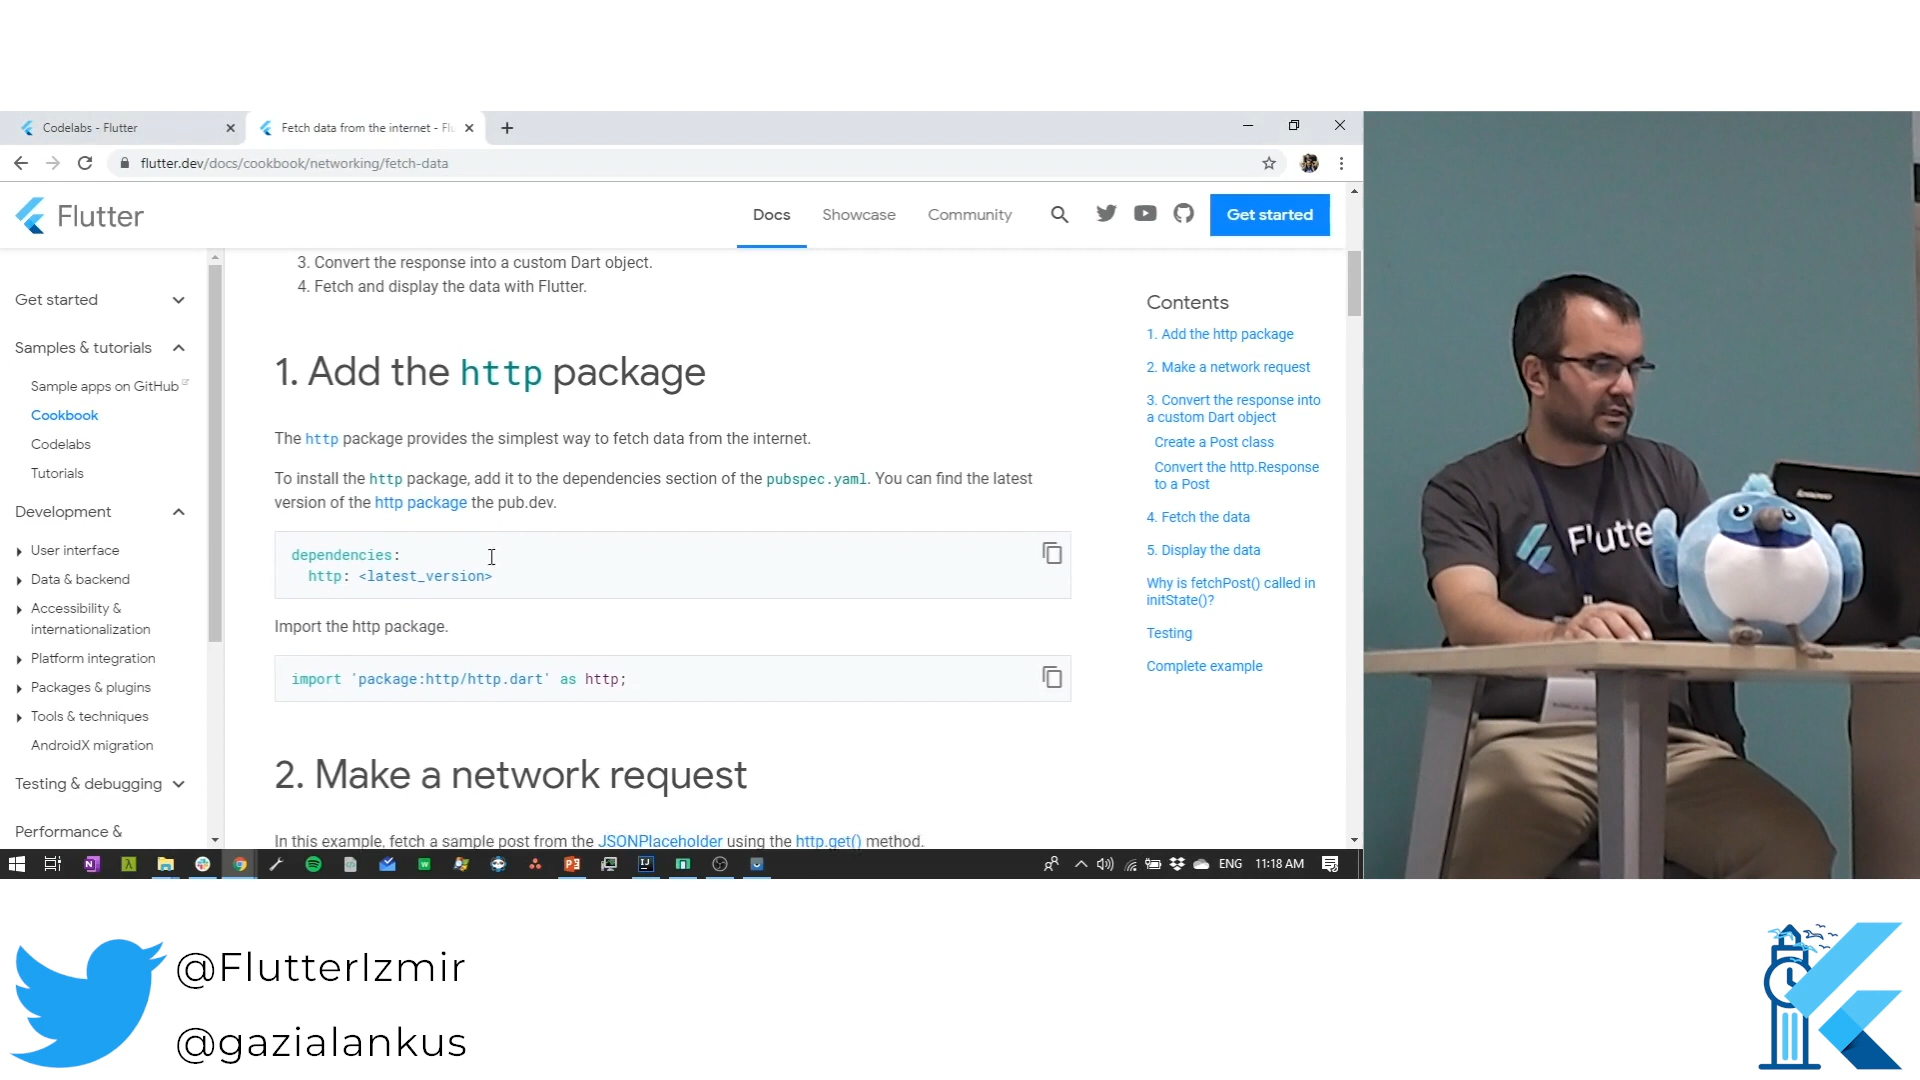 Codelabs - Flutter
Fetch data from the internet - Flu
flutter.dev/docs/cookbook/networking/fetch-data
Flutter
Docs
Showcase
Community
Get started
Get started
Samples & tutorials
Sample apps on GitHub
Cookbook
Codelabs
Tutorials
Development
User interface
Data & backend
Accessibility &
internationalization
Platform integration
Packages & plugins
Tools & techniques
AndroidX migration
Testing & debugging
Performance &
3. Convert the response into a custom Dart object.
4. Fetch and display the data with Flutter.
1. Add the http package
The http package provides the simplest way to fetch data from the internet.
To install the http package, add it to the dependencies section of the pubspec.yaml. You can find the latest
version of the http package the pub.dev.
dependencies:
http: <latest_version>
Import the http package.
import 'package:http/http.dart' as http;
2. Make a network request
In this example, fetch a sample post from the JSONPlaceholder using the http.get() method.
Contents
1. Add the http package
2. Make a network request
3. Convert the response into
a custom Dart object
Create a Post class
Convert the http.Response
to a Post
4. Fetch the data
5. Display the data
Why is fetchPost() called in
initState()?
Testing
Complete example
ENG
11:18 AM
Flutte
lenovo
@FlutterIzmir
@gazialankus